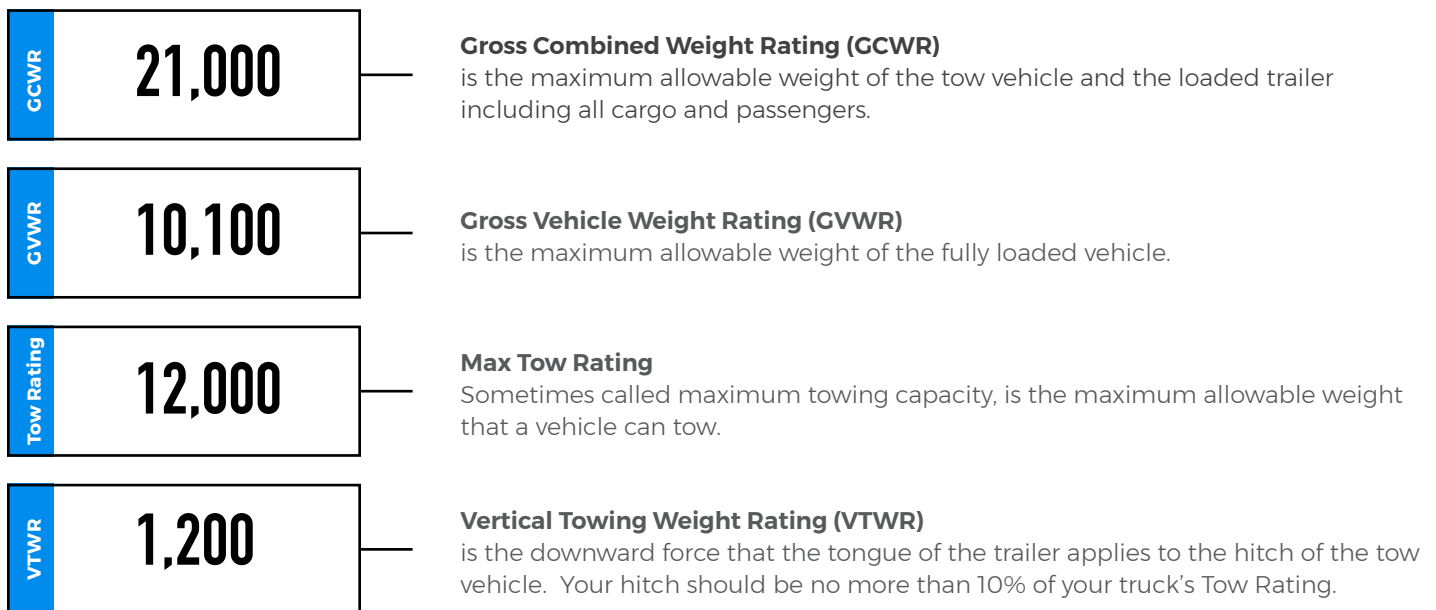 GCWR
21,000
Gross Combined Weight Rating (GCWR)
is the maximum allowable weight of the tow vehicle and the loaded trailer
including all cargo and passengers.
GVWR
10,100
Gross Vehicle Weight Rating (GVWR)
is the maximum allowable weight of the fully loaded vehicle.
Tow Rating
12,000
Max Tow Rating
Sometimes called maximum towing capacity, is the maximum allowable weight
that a vehicle can tow.
VTWR
1,200
Vertical Towing Weight Rating (VTWR)
is the downward force that the tongue of the trailer applies to the hitch of the tow
vehicle.  Your hitch should be no more than 10% of your truck's Tow Rating.